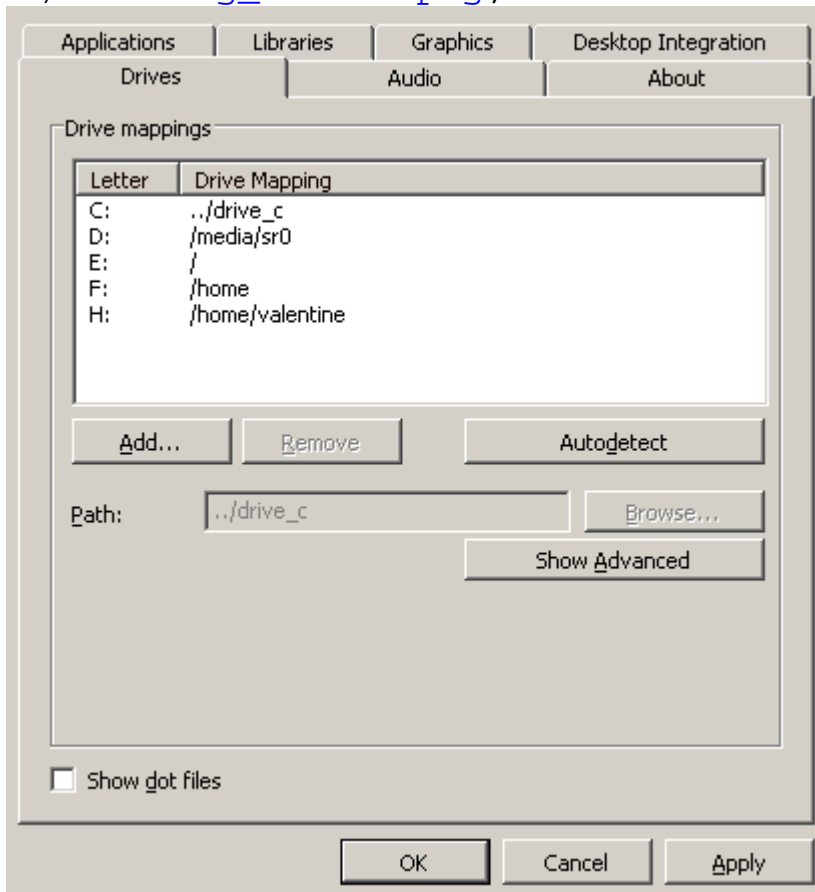 Applications Libraries Graphics Desktop Integration
Drives Audio About
Drive mappings
Letter Drive Mapping
C: ../drive_c
D: /media/sr0
E: /
F: /home
H: /home/valentine
Add... Remove Autodetect
Path: ../drive_c Browse...
Show Advanced
Show dot files
OK Cancel Apply